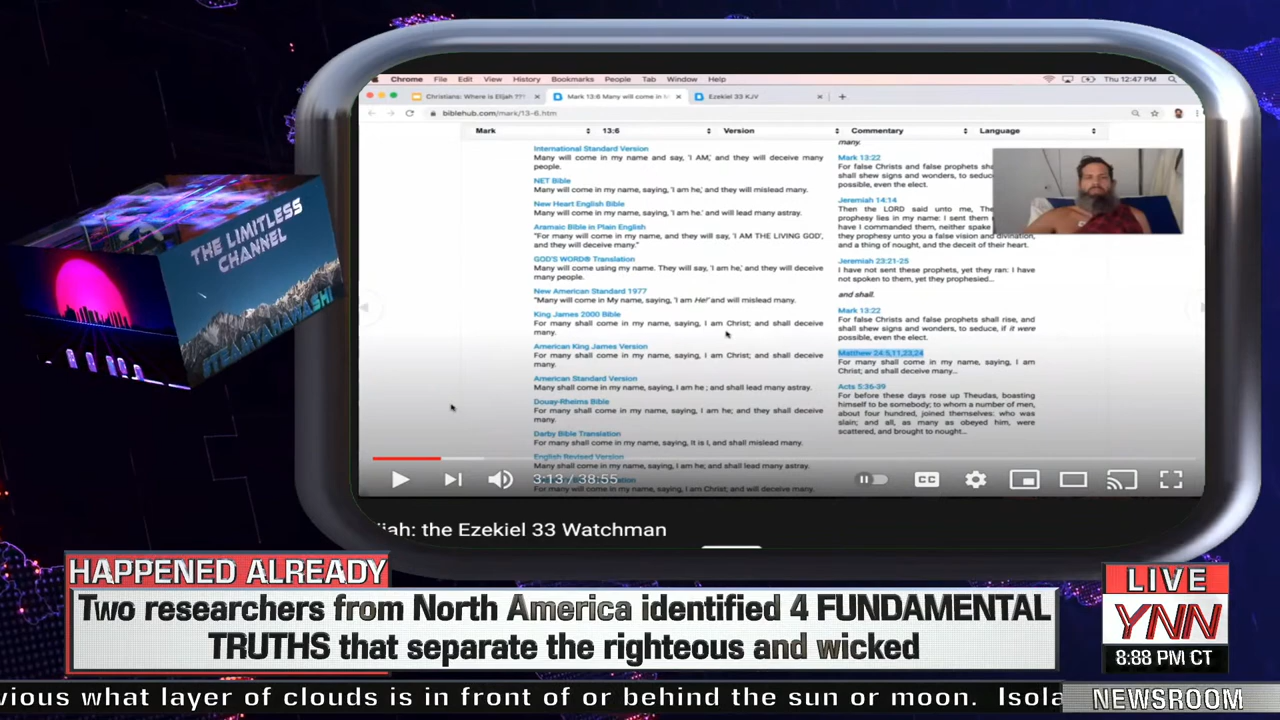 Chrome File Edit View History Bookmarks People Tab Window Help
Thu 12:47 PM
Christians: Where is Elijah ??!
Mark 13:6 Many will come in
Ezekiel 33 KJV
biblehub.com/mark/13-6.htm
Mark 13:6 Version Commentary Language
International Standard Version
Many will come in my name and say, 'I AM,' and they will deceive many
people.
NET Bible
Many will come in my name, saying, 'I am he,' and they will mislead many.
New Heart English Bible
Many will come in my name, saying, 'I am he.' and will lead many astray.
Aramaic Bible in Plain English
"For many will come in my name, and they will say, 'I AM THE LIVING GOD',
and they will deceive many."
GOD'S WORD® Translation
Many will come using my name. They will say, 'I am he,' and they will deceive
many people.
New American Standard 1977
"Many will come in My name, saying, 'I am He!' and will mislead many.
King James 2000 Bible
For many shall come in my name, saying, I am Christ; and shall deceive
many.
American King James Version
For many shall come in my name, saying, I am Christ; and shall deceive
many.
American Standard Version
Many shall come in my name, saying, I am he ; and shall lead many astray.
Douay-Rheims Bible
For many shall come in my name, saying, I am he; and they shall deceive
many.
Darby Bible Translation
For many shall come in my name, saying, It is I, and shall mislead many.
English Revised Version
Many shall come in my name, saying, I am he; and shall lead many astray.
For many shall come in my name, saying, I am Christ; and will deceive many.
many.
Mark 13:22
For false Christs and false prophets sha
shall shew signs and wonders, to seduc
possible, even the elect.
Jeremiah 14:14
Then the LORD said unto me, The
prophesy lies in my name: I sent them
have I commanded them, neither spake
they prophesy unto you a false vision and divination,
and a thing of nought, and the deceit of their heart.
Jeremiah 23:21-25
I have not sent these prophets, yet they ran: I have
not spoken to them, yet they prophesied...
and shall.
Mark 13:22
For false Christs and false prophets shall rise, and
shall shew signs and wonders, to seduce, if it were
possible, even the elect.
Matthew 24:5,11,23,24
For many shall come in my name, saying, I am
Christ; and shall deceive many...
Acts 5:36-39
For before these days rose up Theudas, boasting
himself to be somebody; to whom a number of men,
about four hundred, joined themselves: who was
slain; and all, as many as obeyed him, were
scattered, and brought to nought...
3:13 / 38:55
CC
ijah: the Ezekiel 33 Watchman
HAPPENED ALREADY
Two researchers from North America identified 4 FUNDAMENTAL
TRUTHS that separate the righteous and wicked
LIVE
YNN
8:88 PM CT
vious what layer of clouds is in front of or behind the sun or moon. Isola
NEWSROOM